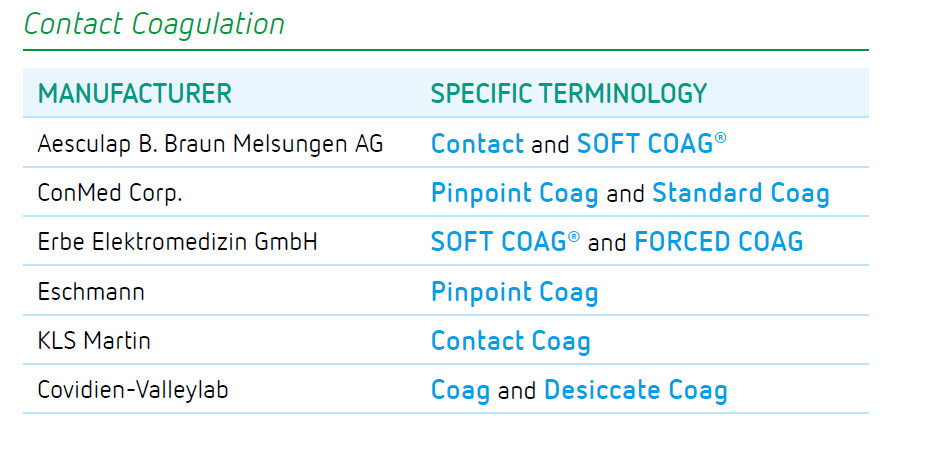 Contact Coagulation
MANUFACTURER SPECIFIC TERMINOLOGY
Aesculap B. Braun Melsungen AG Contact and SOFT COAG®
ConMed Corp. Pinpoint Coag and Standard Coag
Erbe Elektromedizin GmbH SOFT COAG® and FORCED COAG
Eschmann Pinpoint Coag
KLS Martin Contact Coag
Covidien-Valleylab Coag and Desiccate Coag